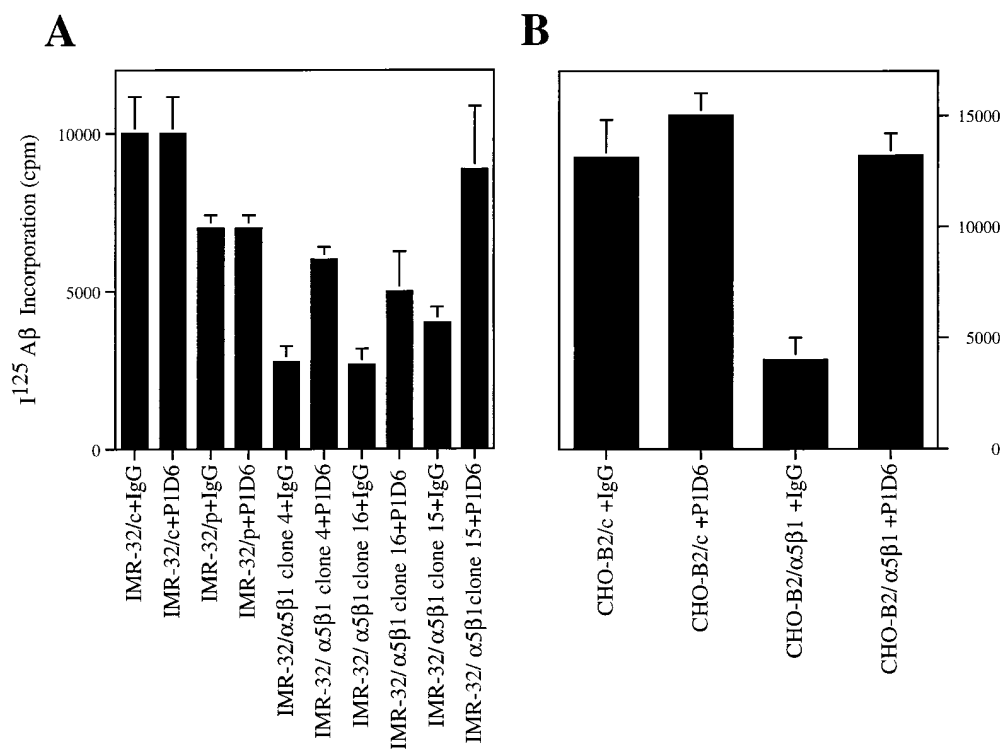 A
B
I125 Aβ Incorporation (cpm)
10000
5000
0
15000
10000
5000
0
IMR-32/c+IgG
IMR-32/c+P1D6
IMR-32/p+IgG
IMR-32/p+P1D6
IMR-32/α5β1 clone 4+IgG
IMR-32/ α5β1 clone 4+P1D6
IMR-32/ α5β1 clone 16+IgG
IMR-32/ α5β1 clone 16+P1D6
IMR-32/ α5β1 clone 15+IgG
IMR-32/ α5β1clone 15+P1D6
CHO-B2/c +IgG
CHO-B2/c +P1D6
CHO-B2/α5β1 +IgG
CHO-B2/ α5β1 +P1D6